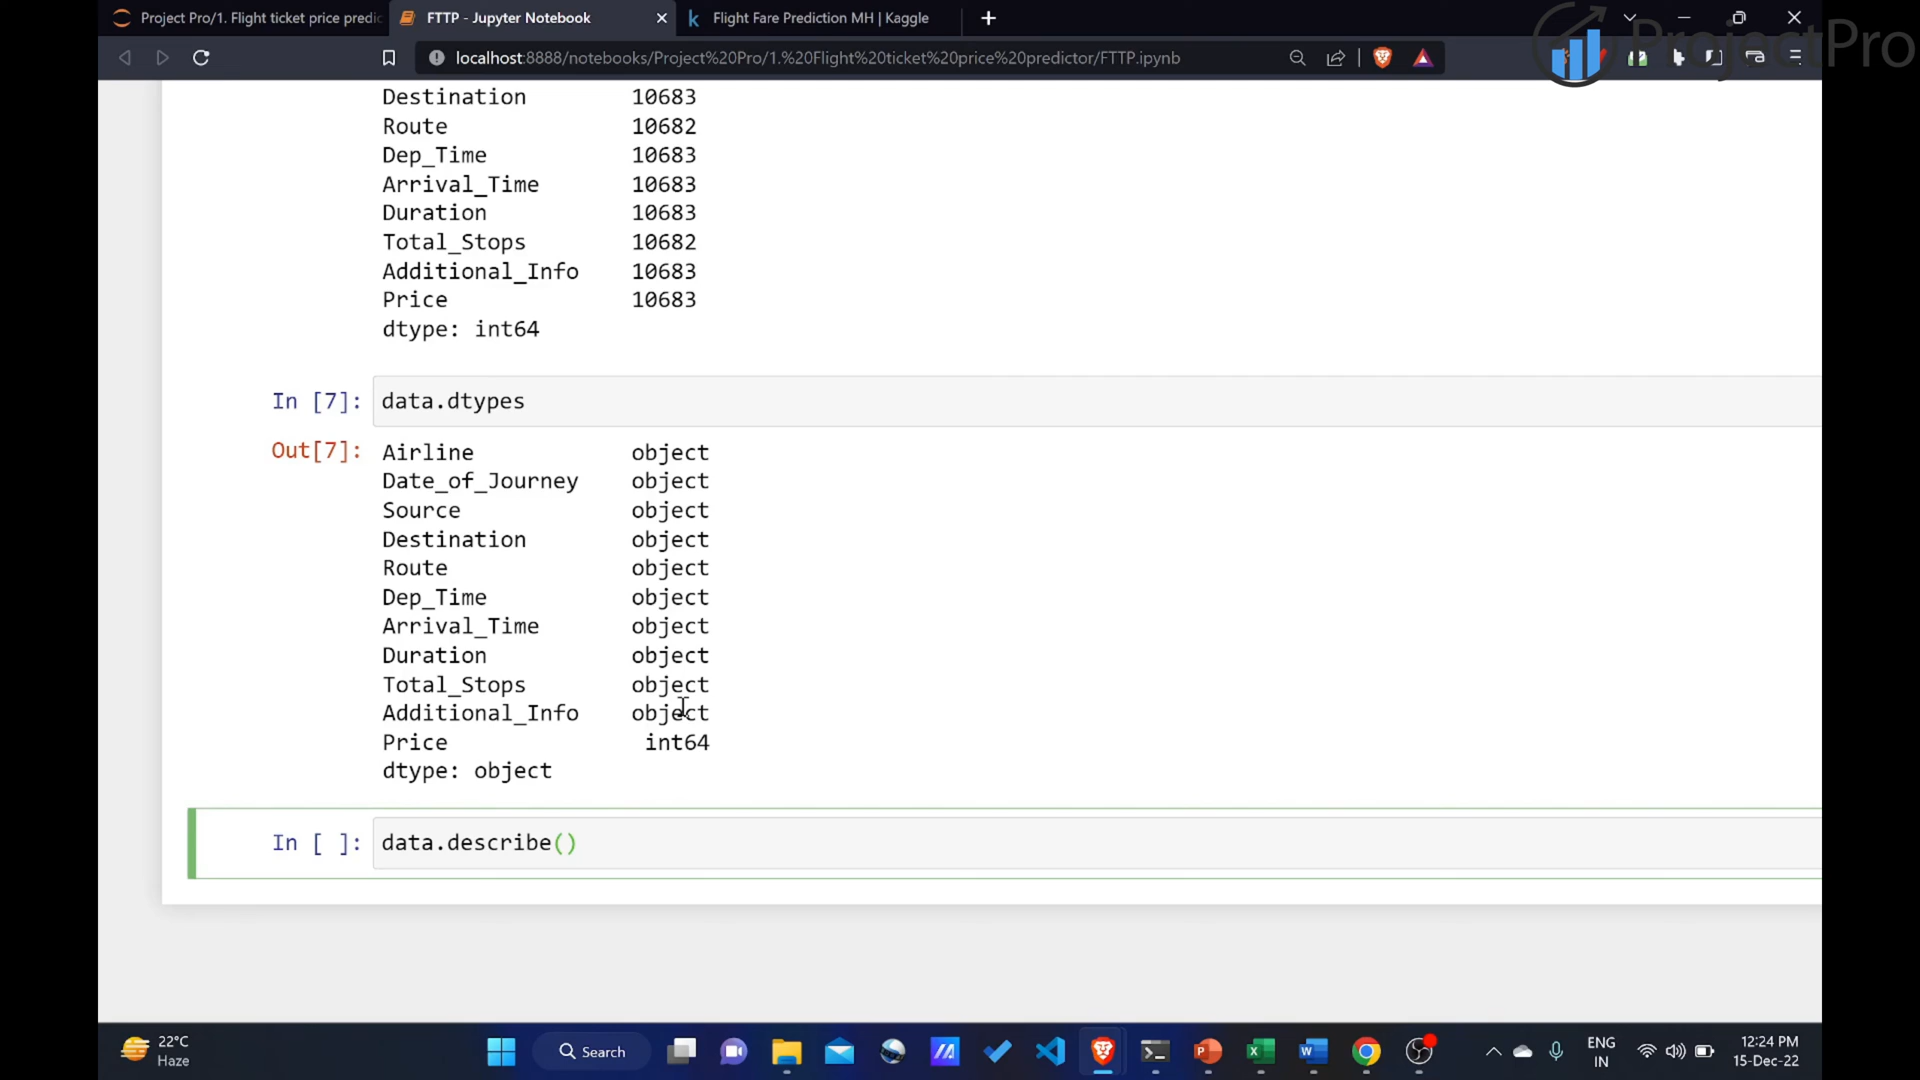 Project Pro/1. Flight ticket price predic
FTTP - Jupyter Notebook
Flight Fare Prediction MH | Kaggle
ProjectPro
localhost:8888/notebooks/Project%20Pro/1.%20Flight%20ticket%20price%20predictor/FTTP.ipynb
Destination 10683
Route 10682
Dep_Time 10683
Arrival_Time 10683
Duration 10683
Total_Stops 10682
Additional_Info 10683
Price 10683
dtype: int64
In [7]: data.dtypes
Out[7]: Airline object
Date_of_Journey object
Source object
Destination object
Route object
Dep_Time object
Arrival_Time object
Duration object
Total_Stops object
Additional_Info object
Price int64
dtype: object
In [ ]: data.describe()
22°C
Haze
Search
ENG
IN
12:24 PM
15-Dec-22